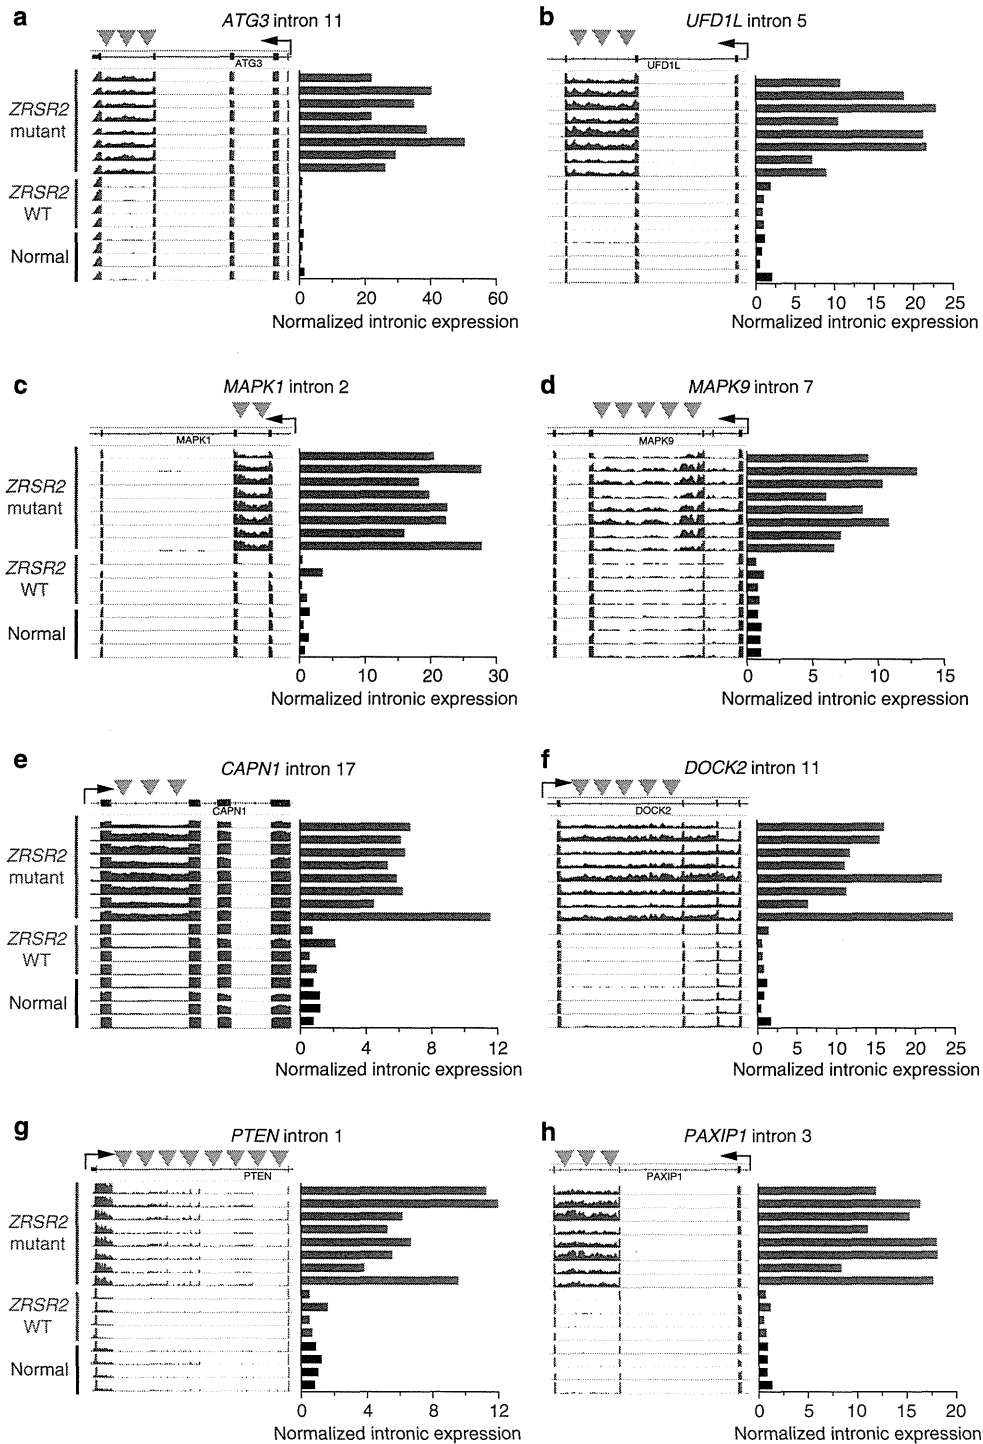 a
ATG3 intron 11
ATG3
ZRSR2
mutant
ZRSR2
WT
Normal
0 20 40 60
Normalized intronic expression
b
UFD1L intron 5
UFD1L
0 5 10 15 20 25
Normalized intronic expression
c
MAPK1 intron 2
MAPK1
ZRSR2
mutant
ZRSR2
WT
Normal
0 10 20 30
Normalized intronic expression
d
MAPK9 intron 7
MAPK9
0 5 10 15
Normalized intronic expression
e
CAPN1 intron 17
CAPN1
ZRSR2
mutant
ZRSR2
WT
Normal
0 4 8 12
Normalized intronic expression
f
DOCK2 intron 11
DOCK2
0 5 10 15 20 25
Normalized intronic expression
g
PTEN intron 1
PTEN
ZRSR2
mutant
ZRSR2
WT
Normal
0 4 8 12
Normalized intronic expression
h
PAXIP1 intron 3
PAXIP1
0 5 10 15 20
Normalized intronic expression